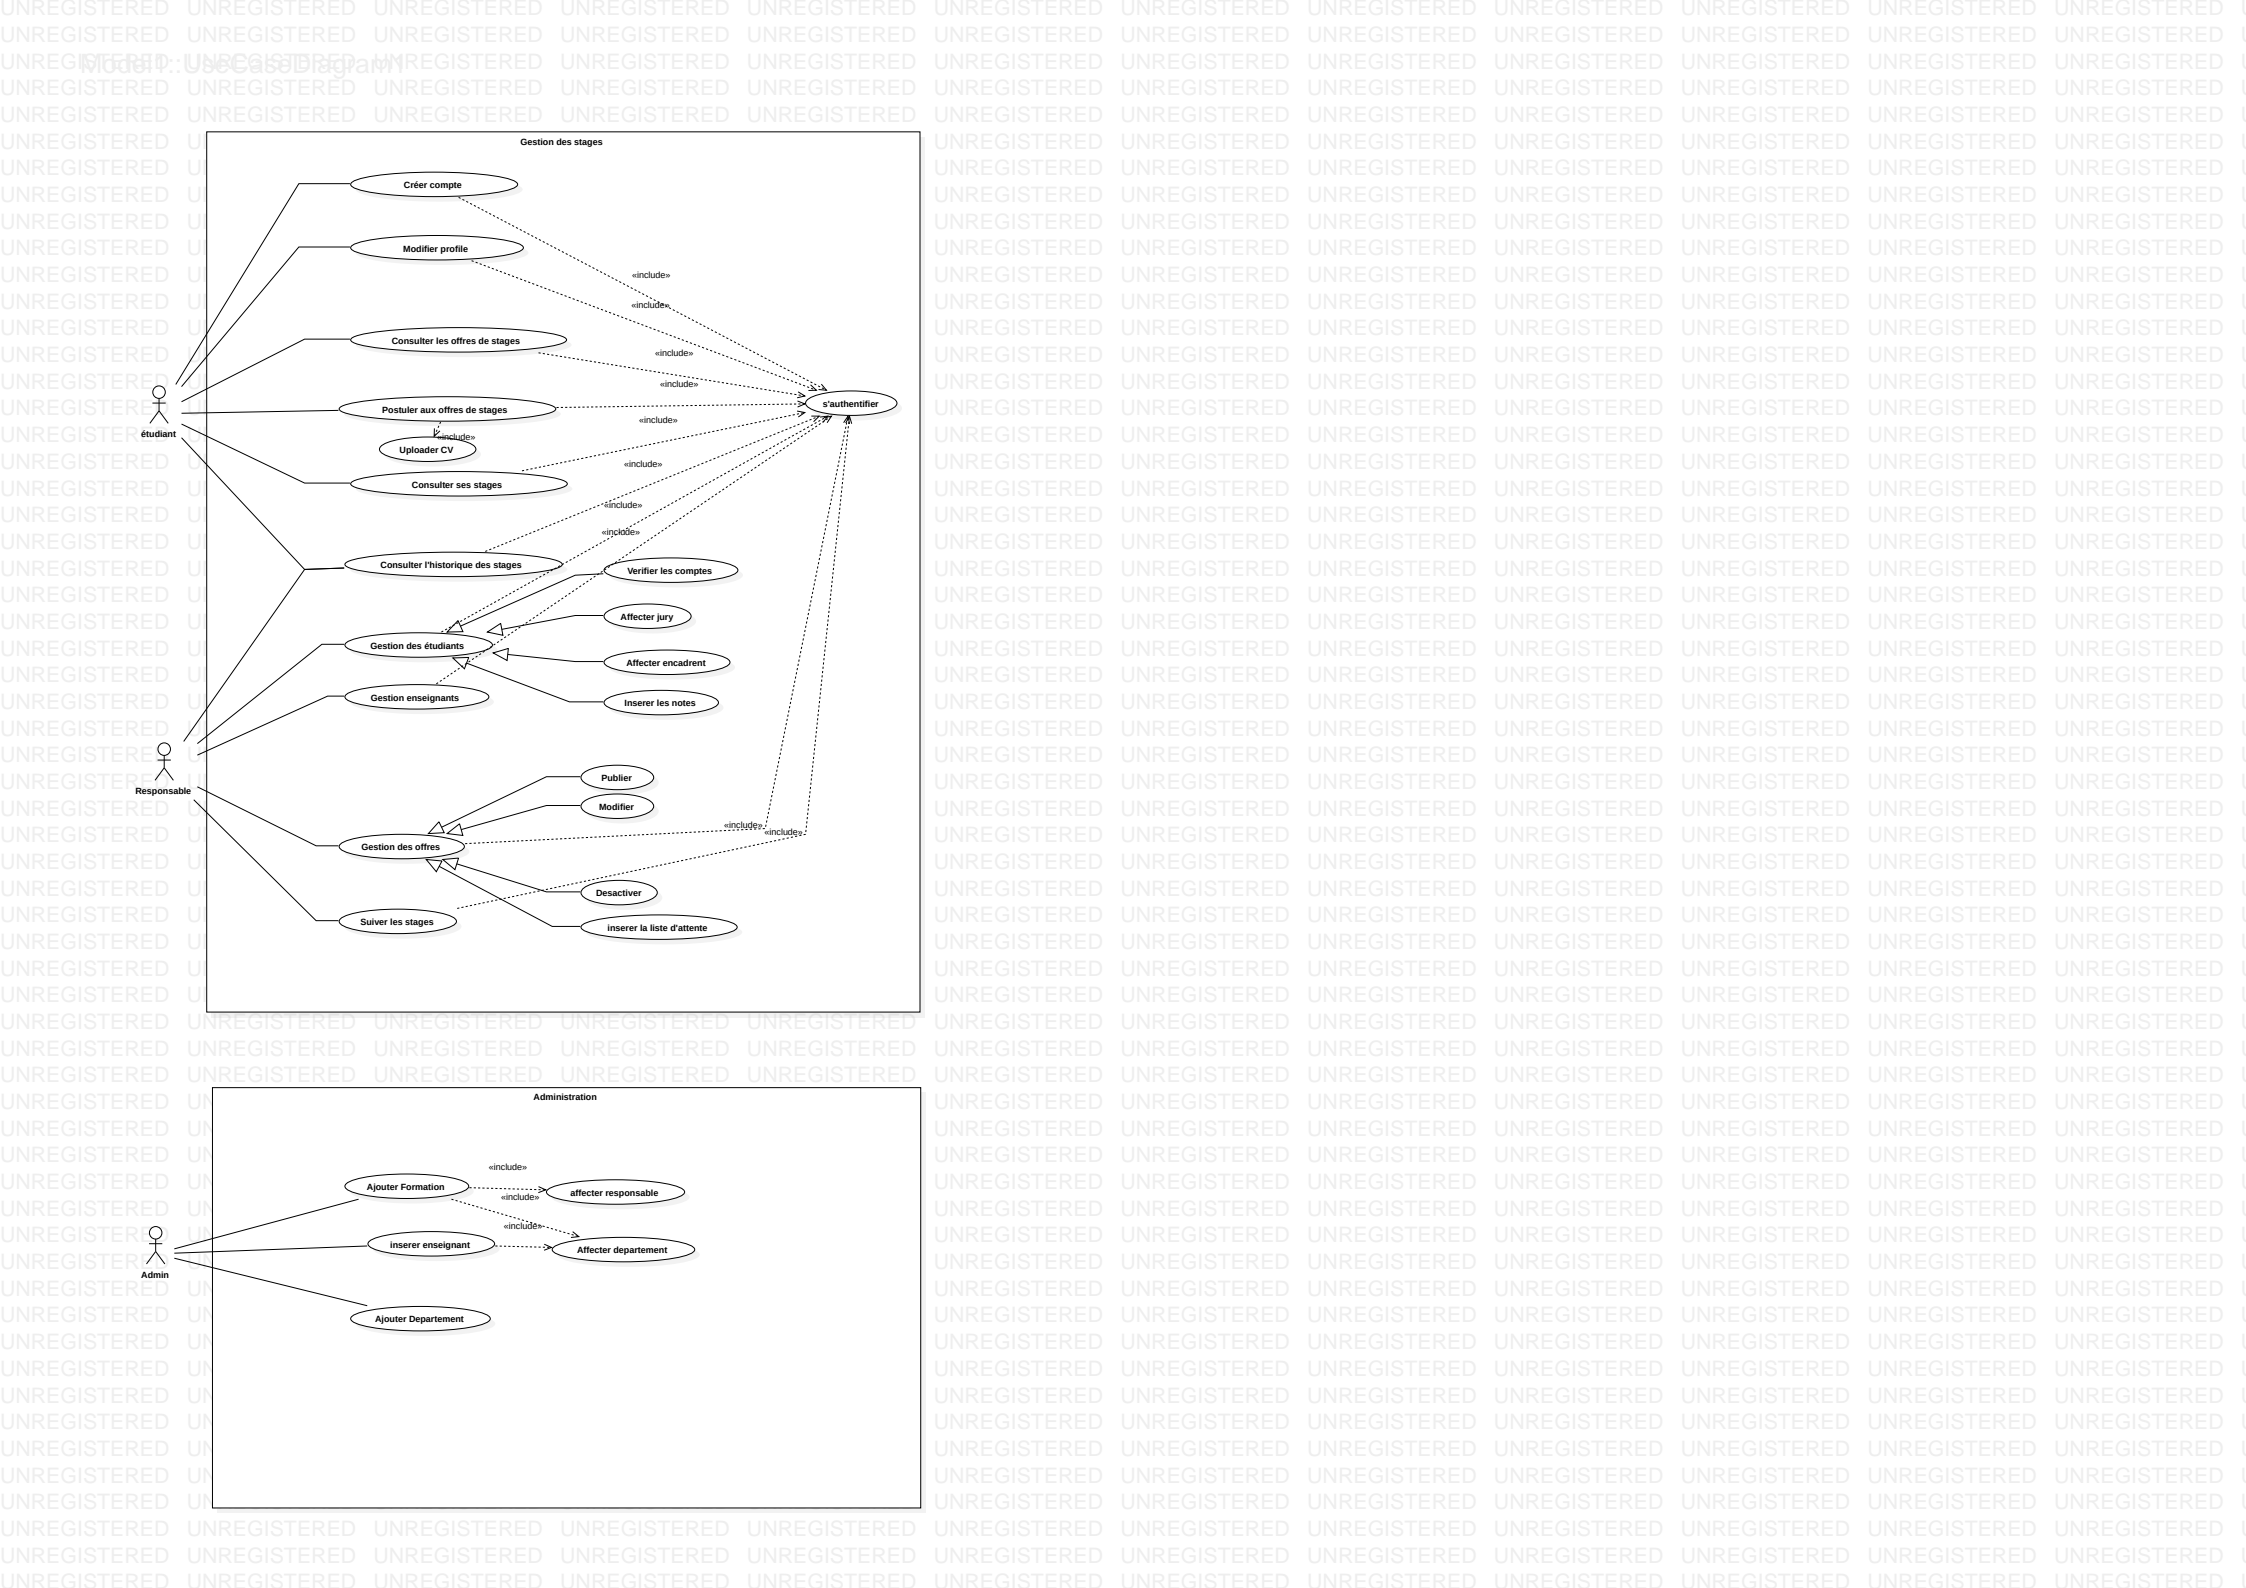 Model1::UseCaseDiagram1
Gestion des stages
Créer compte
Modifier profile
«include»
«include»
Consulter les offres de stages
«include»
«include»
s'authentifier
Postuler aux offres de stages
«include»
étudiant
«include»
Uploader CV
«include»
Consulter ses stages
«include»
«include»
Consulter l'historique des stages
Verifier les comptes
Affecter jury
Gestion des étudiants
Affecter encadrent
Gestion enseignants
Inserer les notes
Publier
Responsable
Modifier
«include»
«include»
Gestion des offres
Desactiver
Suiver les stages
inserer la liste d'attente
Administration
«include»
Ajouter Formation
affecter responsable
«include»
«include»
inserer enseignant
Affecter departement
Admin
Ajouter Departement
UNREGISTERED